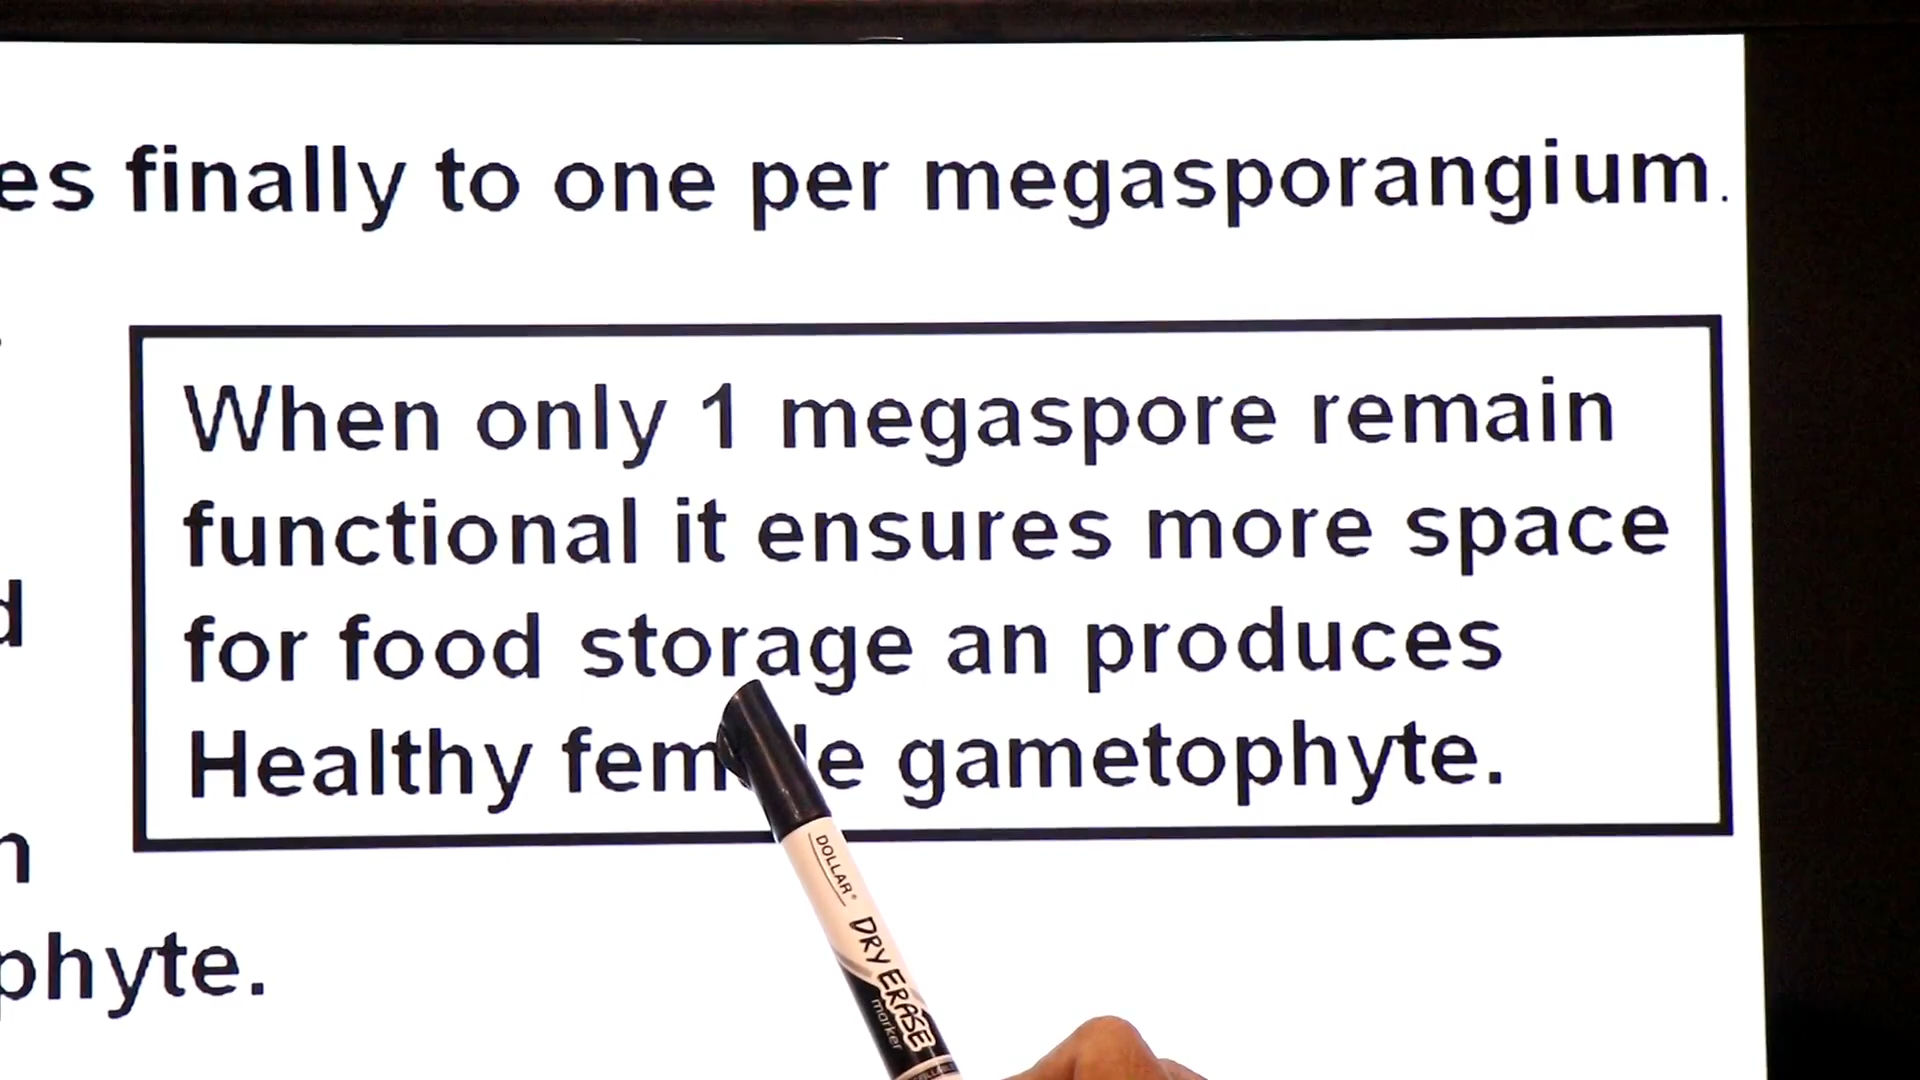 es finally to one per megasporangium.
When only 1 megaspore remain
functional it ensures more space
for food storage an produces
Healthy gametophyte.
d
n
phyte.
DOLLAR®
DRY ERASE
marker